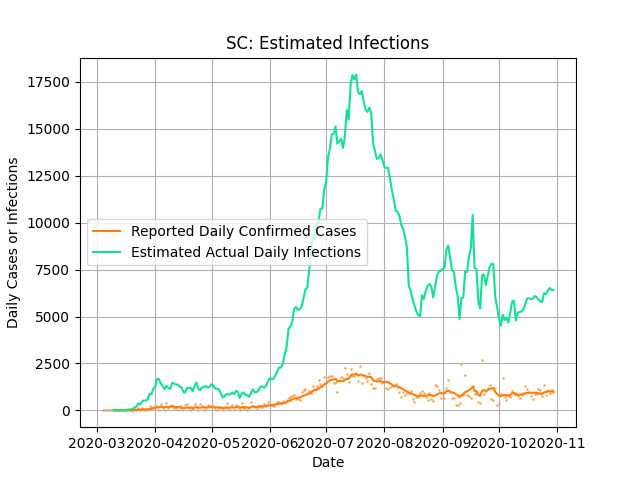 SC: Estimated Infections
Daily Cases or Infections
17500
15000
12500
10000
7500
5000
2500
0
Reported Daily Confirmed Cases
Estimated Actual Daily Infections
2020-03 2020-04 2020-05 2020-06 2020-07 2020-08 2020-09 2020-10 2020-11
Date